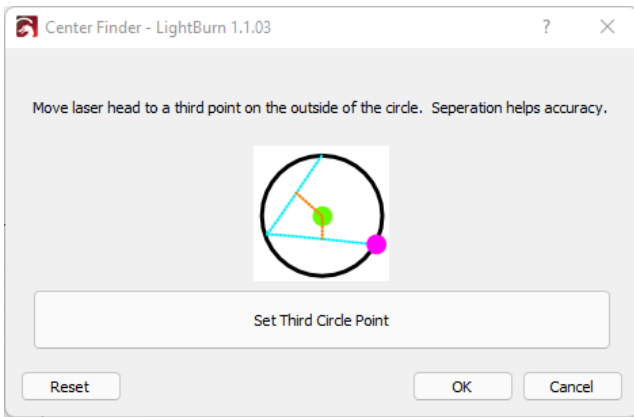 Center Finder - LightBurn 1.1.03
Move laser head to a third point on the outside of the circle.  Seperation helps accuracy.
Set Third Circle Point
Reset
OK
Cancel